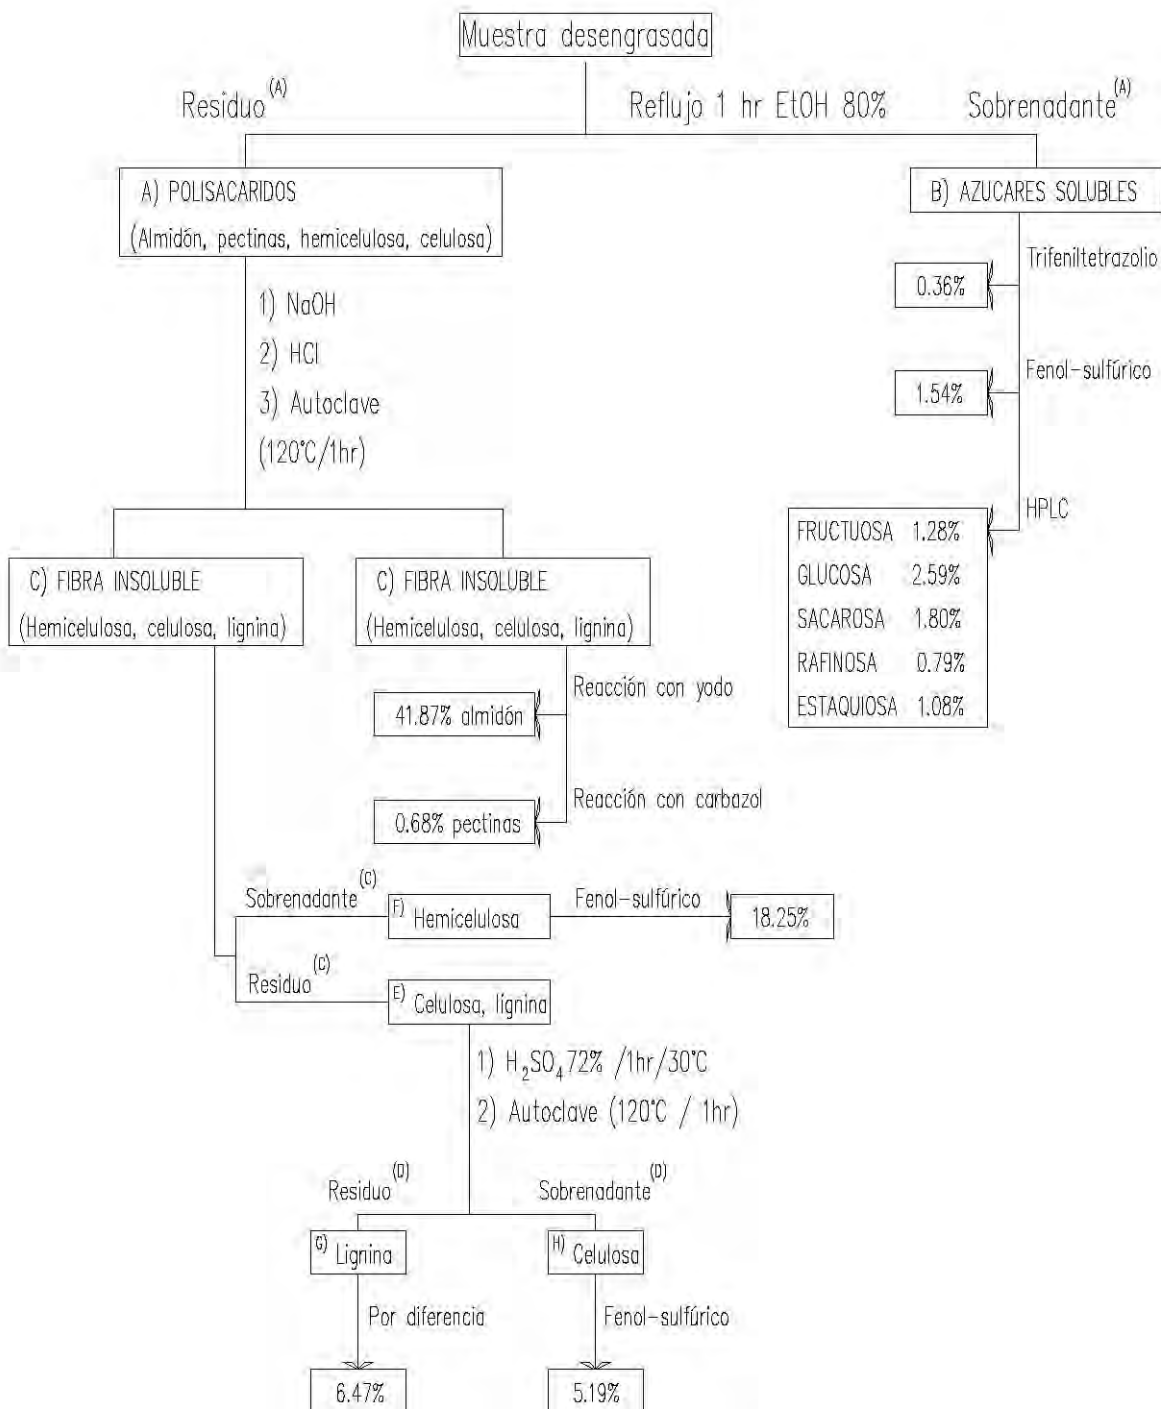 Muestra desengrasada
Residuo (A)
Reflujo 1 hr EtOH 80%
Sobrenadante (A)
A) POLISACARIDOS
(Almidón, pectinas, hemicelulosa, celulosa)
B) AZUCARES SOLUBLES
Trifeniltetrazolio
0.36%
Fenol-sulfúrico
1.54%
HPLC
FRUCTUOSA 1.28%
GLUCOSA 2.59%
SACAROSA 1.80%
RAFINOSA 0.79%
ESTAQUIOSA 1.08%
1) NaOH
2) HCl
3) Autoclave
(120°C/1hr)
C) FIBRA INSOLUBLE
(Hemicelulosa, celulosa, lignina)
C) FIBRA INSOLUBLE
(Hemicelulosa, celulosa, lignina)
Reacción con yodo
41.87% almidón
Reacción con carbazol
0.68% pectinas
Sobrenadante (C)
F) Hemicelulosa
Fenol-sulfúrico
18.25%
Residuo (C)
E) Celulosa, lignina
1) H₂SO₄ 72% /1hr/30°C
2) Autoclave (120°C / 1hr)
Residuo (D)
Sobrenadante (D)
G) Lignina
H) Celulosa
Por diferencia
Fenol-sulfúrico
6.47%
5.19%